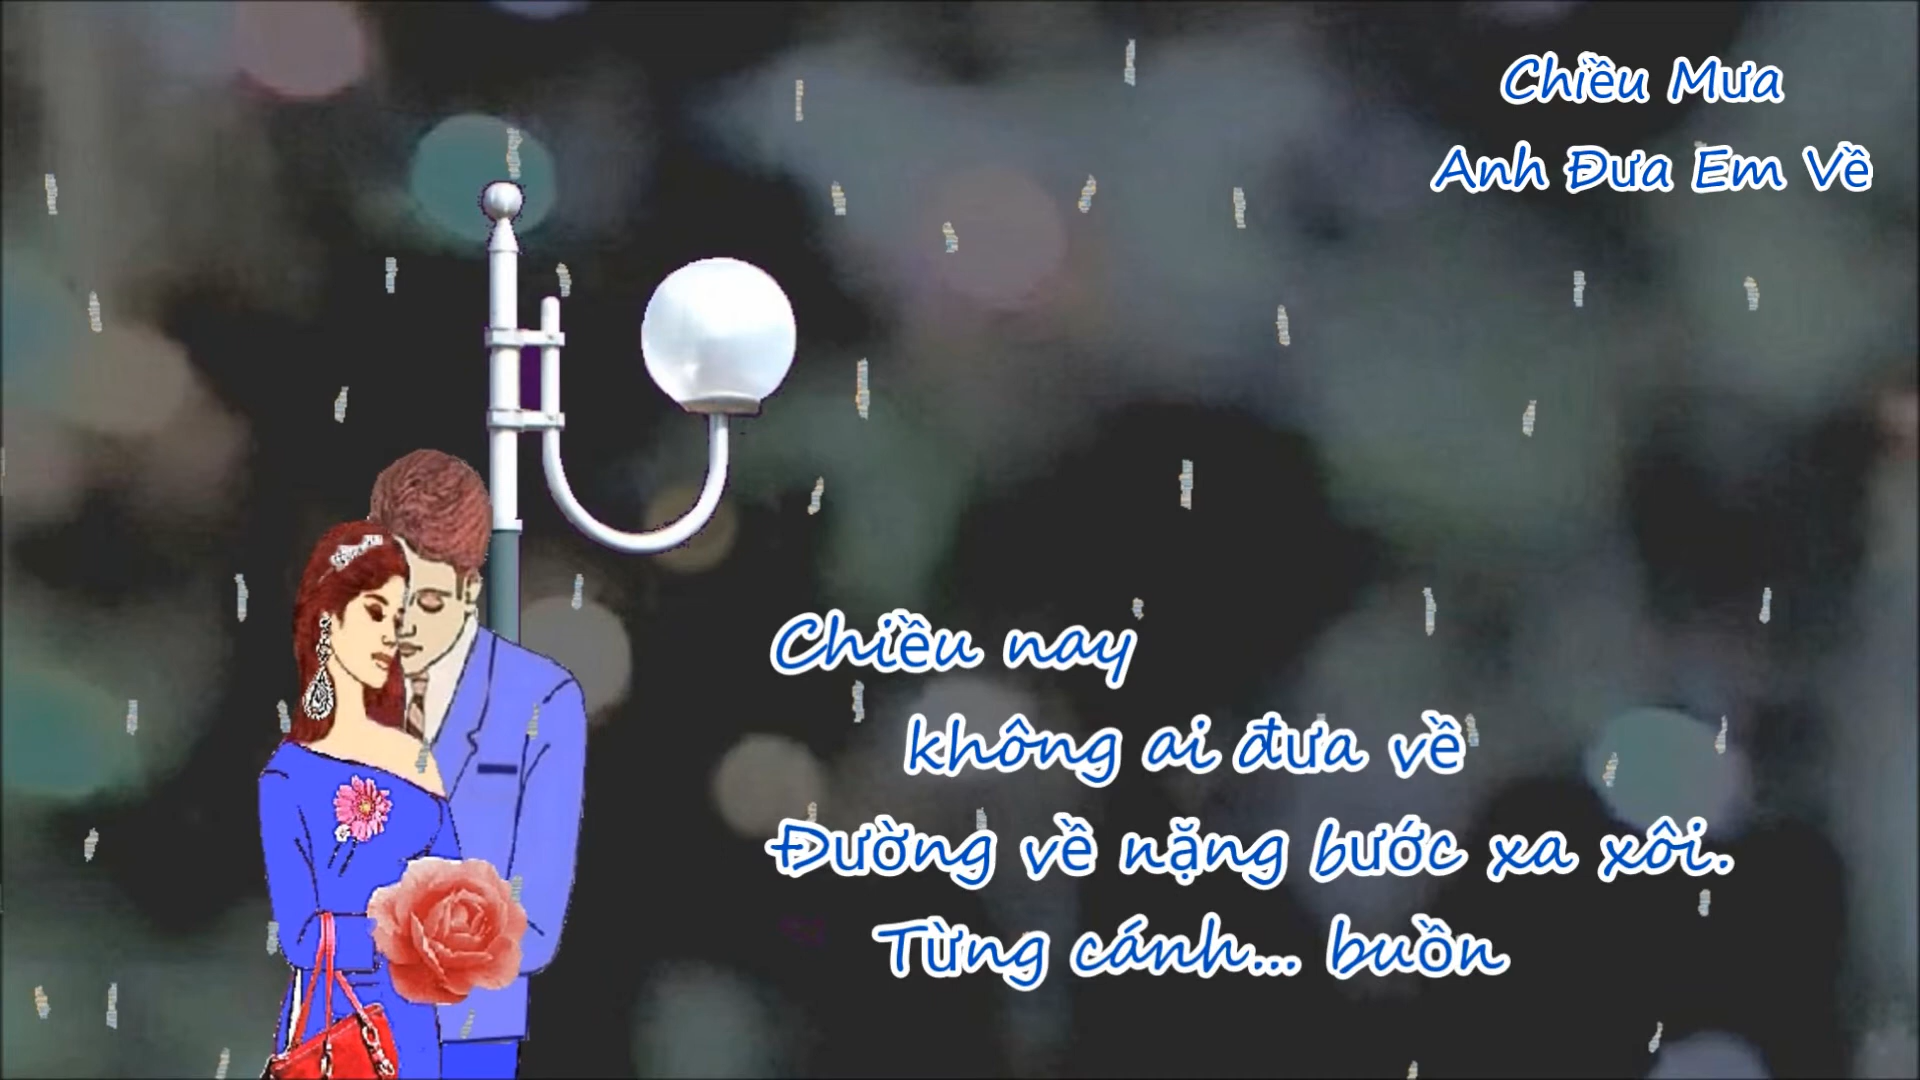 Chiều Mưa
Anh Đưa Em Về
Chiều nay
không ai đưa về
Đường về nặng bước xa xôi.
Từng cánh... buồn